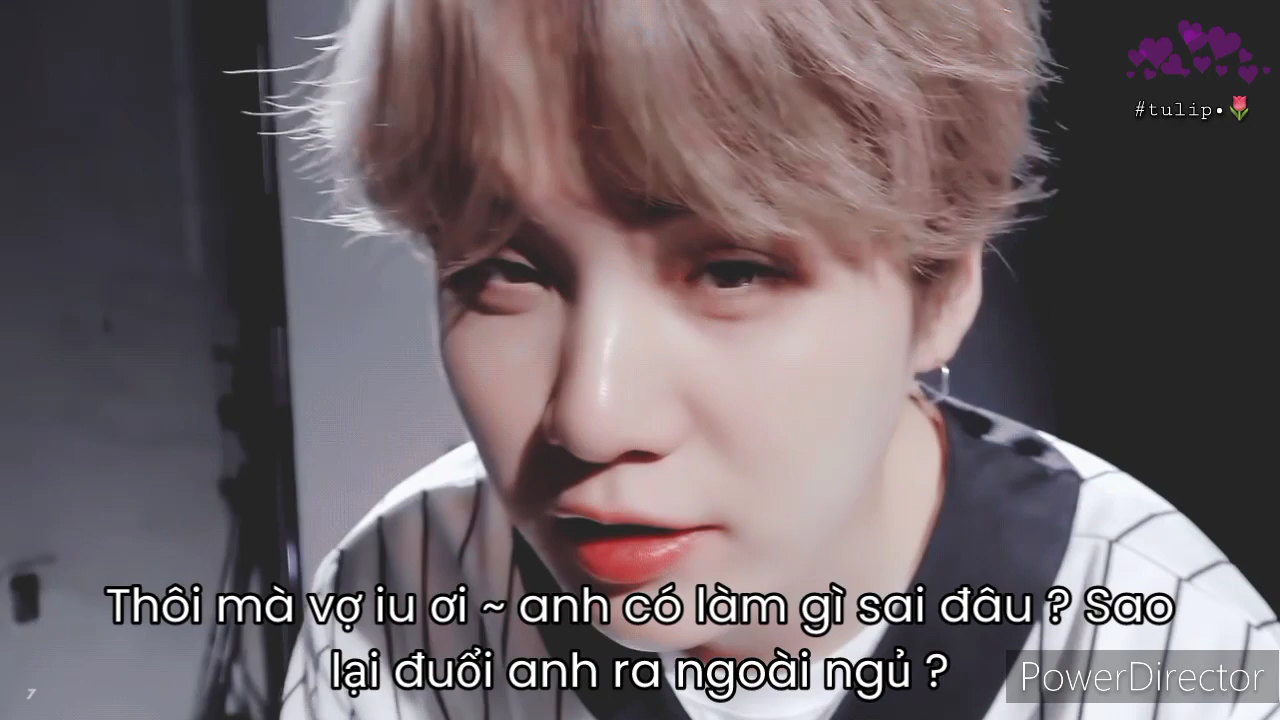 #tulip•🌷
Thôi mà vợ iu ơi ~ anh có làm gì sai đâu ? Sao
lại đuổi anh ra ngoài ngủ ?
PowerDirector
7